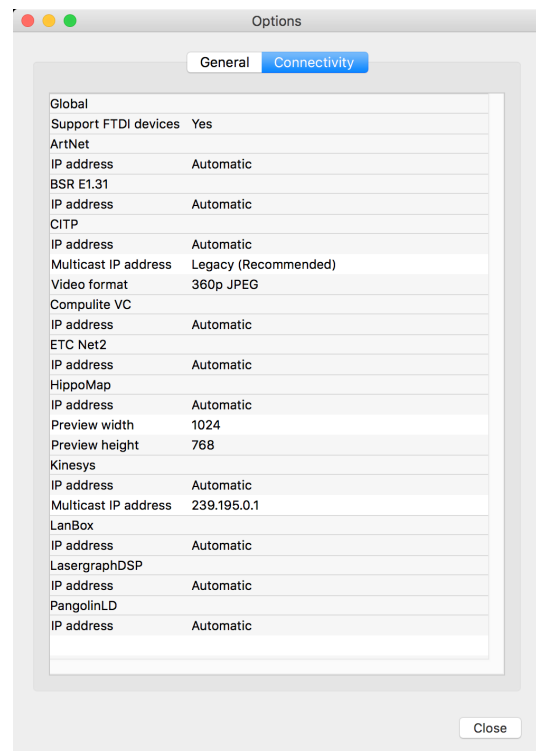 Options
General Connectivity
Global
Support FTDI devices Yes
ArtNet
IP address Automatic
BSR E1.31
IP address Automatic
CITP
IP address Automatic
Multicast IP address Legacy (Recommended)
Video format 360p JPEG
Compulite VC
IP address Automatic
ETC Net2
IP address Automatic
HippoMap
IP address Automatic
Preview width 1024
Preview height 768
Kinesys
IP address Automatic
Multicast IP address 239.195.0.1
LanBox
IP address Automatic
LasergraphDSP
IP address Automatic
PangolinLD
IP address Automatic
Close